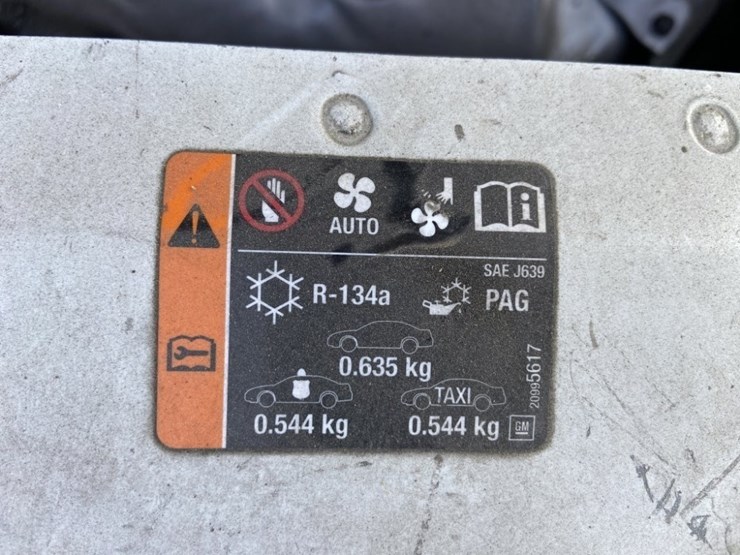 AUTO
i
SAE J639
R-134a
PAG
0.635 kg
TAXI
0.544 kg
0.544 kg
GM
20995617